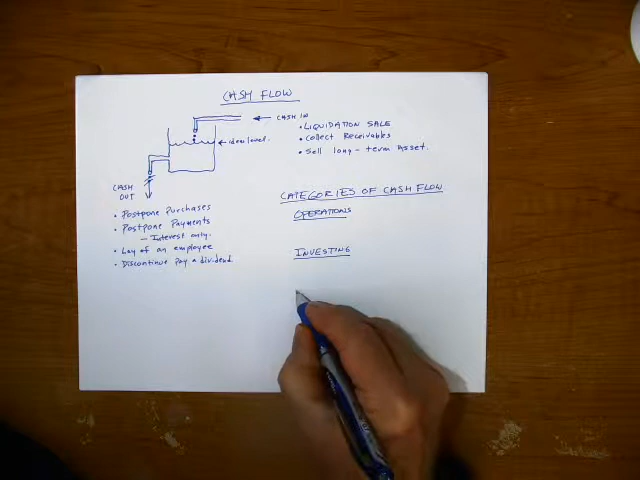 CASH FLOW
CASH IN
ideal level.
CASH
OUT
• LIQUIDATION SALE
• Collect Receivables
• Sell long-term Asset.
• Postpone Purchases
• Postpone Payments
– Interest only.
• Lay of an employee
• Discontinue pay a dividend.
CATEGORIES OF CASH FLOW
OPERATIONS
INVESTING